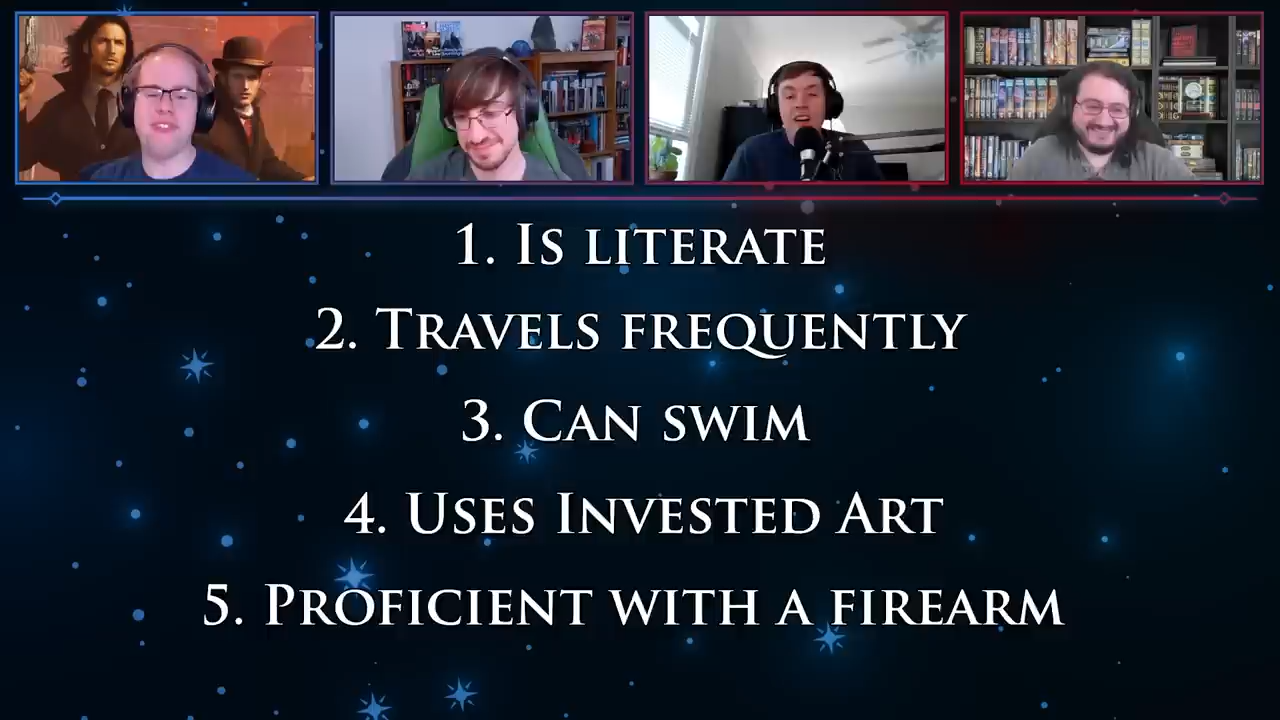 1. Is literate
2. Travels frequently
3. Can swim
4. Uses Invested Art
5. Proficient with a firearm